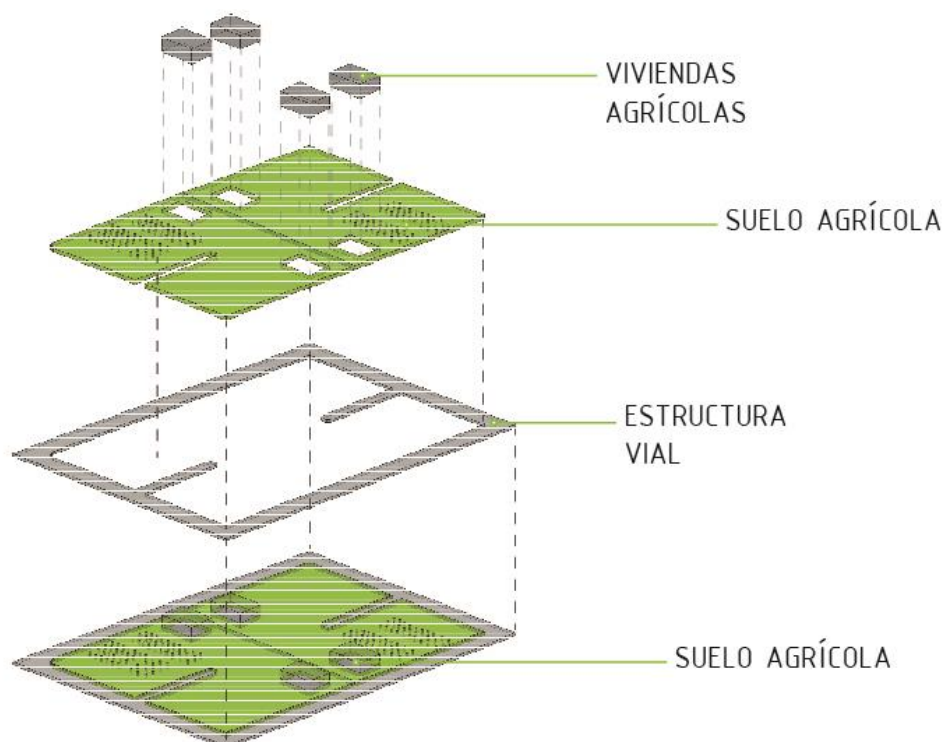 VIVIENDAS
AGRÍCOLAS
SUELO AGRÍCOLA
ESTRUCTURA
VIAL
SUELO AGRÍCOLA